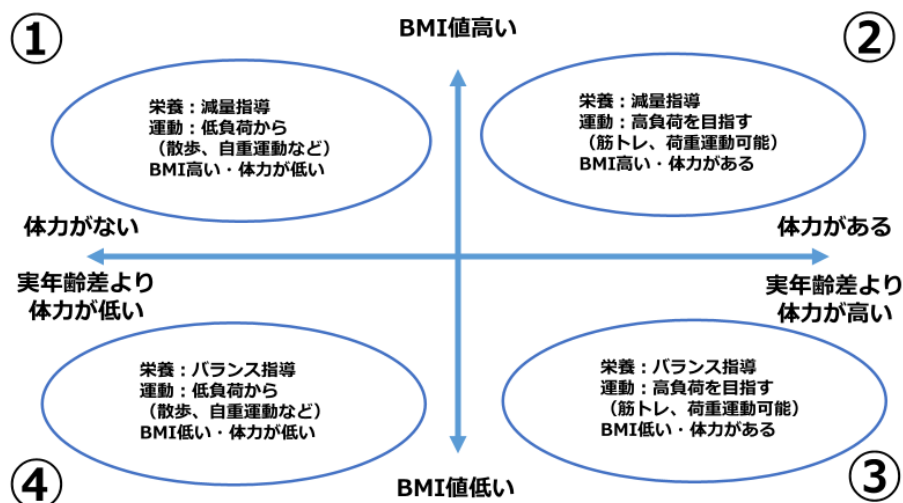 ①
BMI値高い
②
栄養：減量指導
運動：低負荷から
（散歩、自重運動など）
BMI高い・体力が低い
栄養：減量指導
運動：高負荷を目指す
（筋トレ、荷重運動可能）
BMI高い・体力がある
体力がない
体力がある
実年齢差より
体力が低い
実年齢差より
体力が高い
栄養：バランス指導
運動：低負荷から
（散歩、自重運動など）
BMI低い・体力が低い
栄養：バランス指導
運動：高負荷を目指す
（筋トレ、荷重運動可能）
BMI低い・体力がある
④
BMI値低い
③